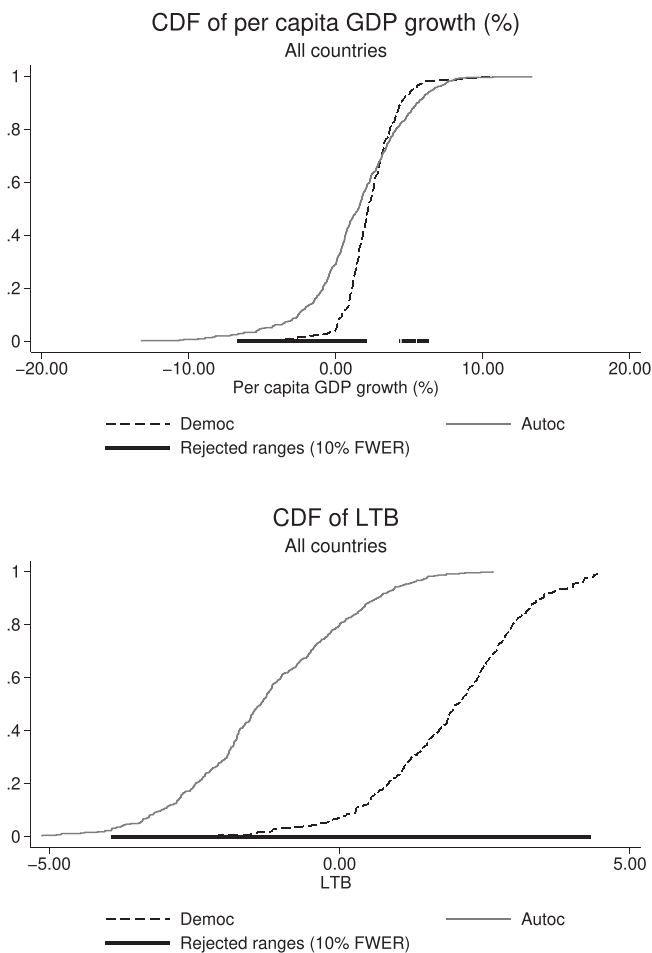 CDF of per capita GDP growth (%)
All countries
1
.8
.6
.4
.2
0
−20.00 −10.00 0.00 10.00 20.00
Per capita GDP growth (%)
Democ Autoc
Rejected ranges (10% FWER)
CDF of LTB
All countries
1
.8
.6
.4
.2
0
−5.00 0.00 5.00
LTB
Democ Autoc
Rejected ranges (10% FWER)